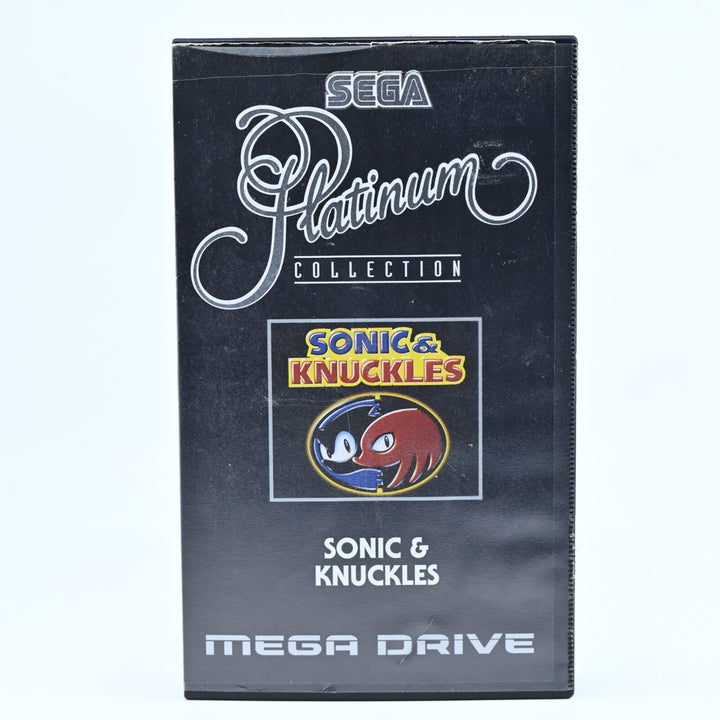 SEGA
Platinum
COLLECTION
SONIC &
KNUCKLES
SONIC &
KNUCKLES
MEGA DRIVE